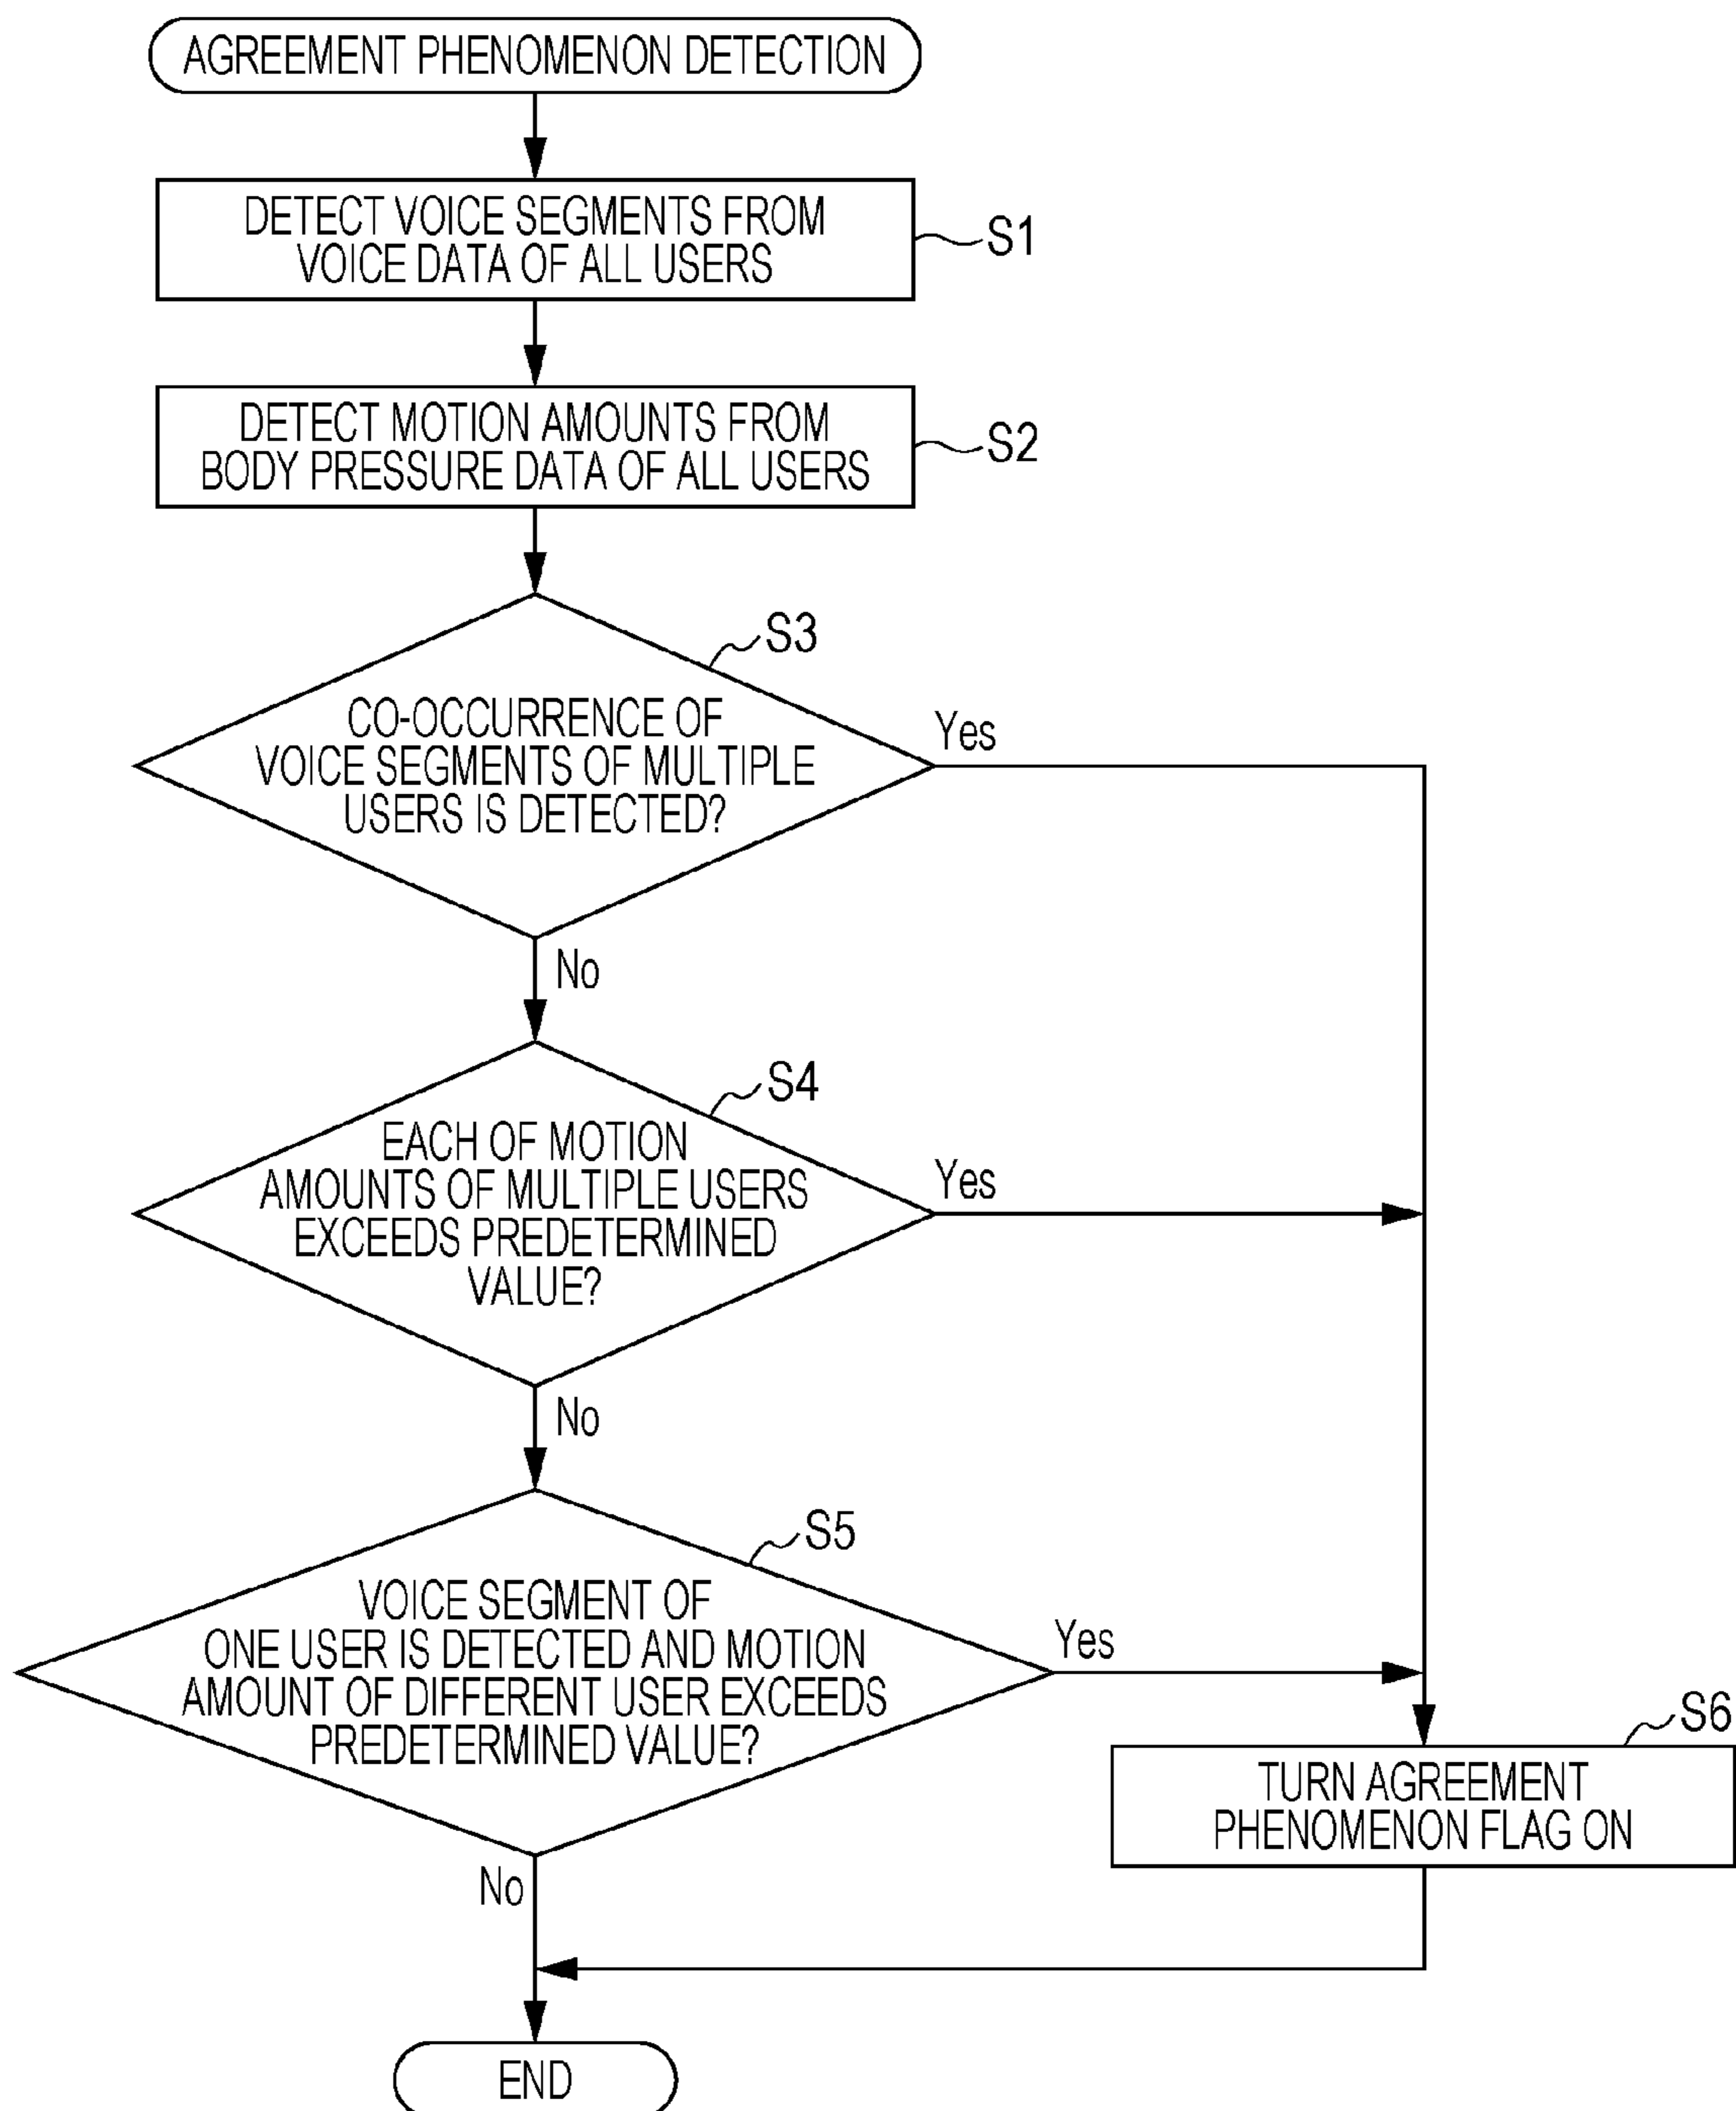 AGREEMENT PHENOMENON DETECTION
DETECT VOICE SEGMENTS FROM
VOICE DATA OF ALL USERS
S1
DETECT MOTION AMOUNTS FROM
BODY PRESSURE DATA OF ALL USERS
S2
S3
CO-OCCURRENCE OF
VOICE SEGMENTS OF MULTIPLE
USERS IS DETECTED?
Yes
No
S4
EACH OF MOTION
AMOUNTS OF MULTIPLE USERS
EXCEEDS PREDETERMINED
VALUE?
Yes
No
S5
VOICE SEGMENT OF
ONE USER IS DETECTED AND MOTION
AMOUNT OF DIFFERENT USER EXCEEDS
PREDETERMINED VALUE?
Yes
No
S6
TURN AGREEMENT
PHENOMENON FLAG ON
END